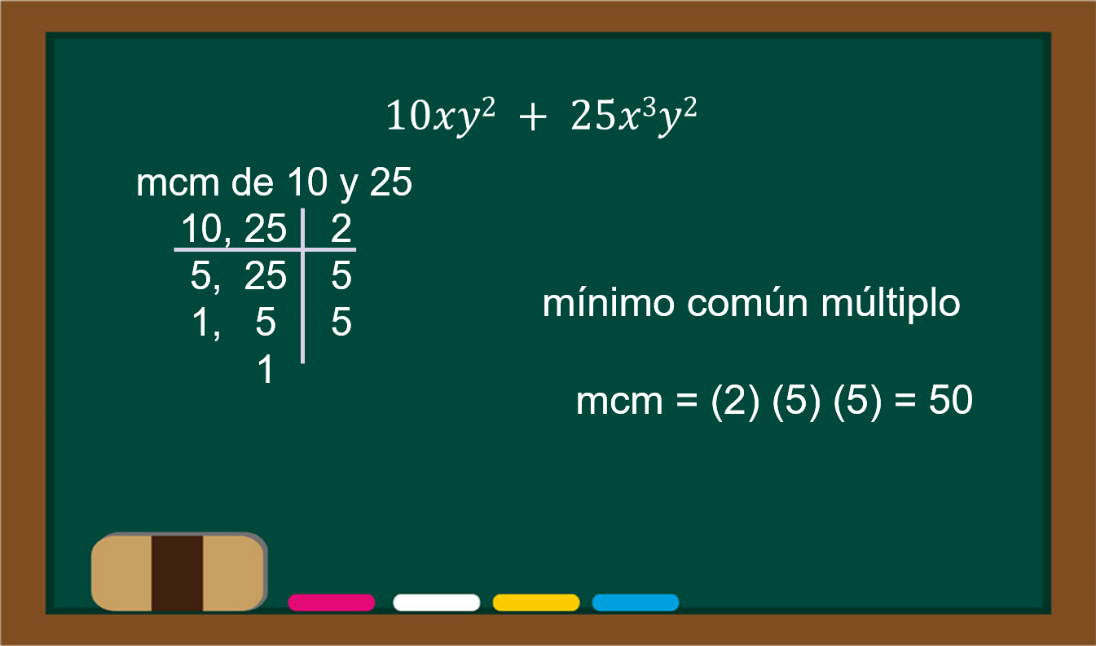 10xy² + 25x³y²
mcm de 10 y 25
10, 25 | 2
5, 25 | 5
1, 5 | 5
1
mínimo común múltiplo
mcm = (2) (5) (5) = 50